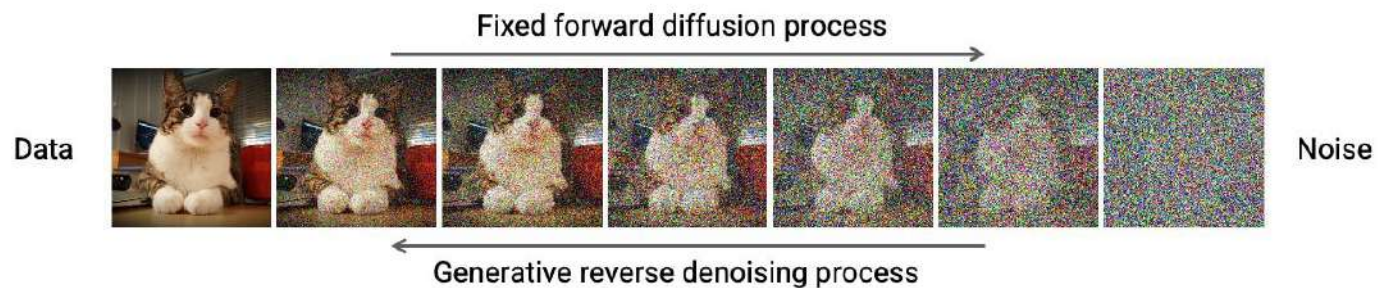 Fixed forward diffusion process
Data
Noise
Generative reverse denoising process